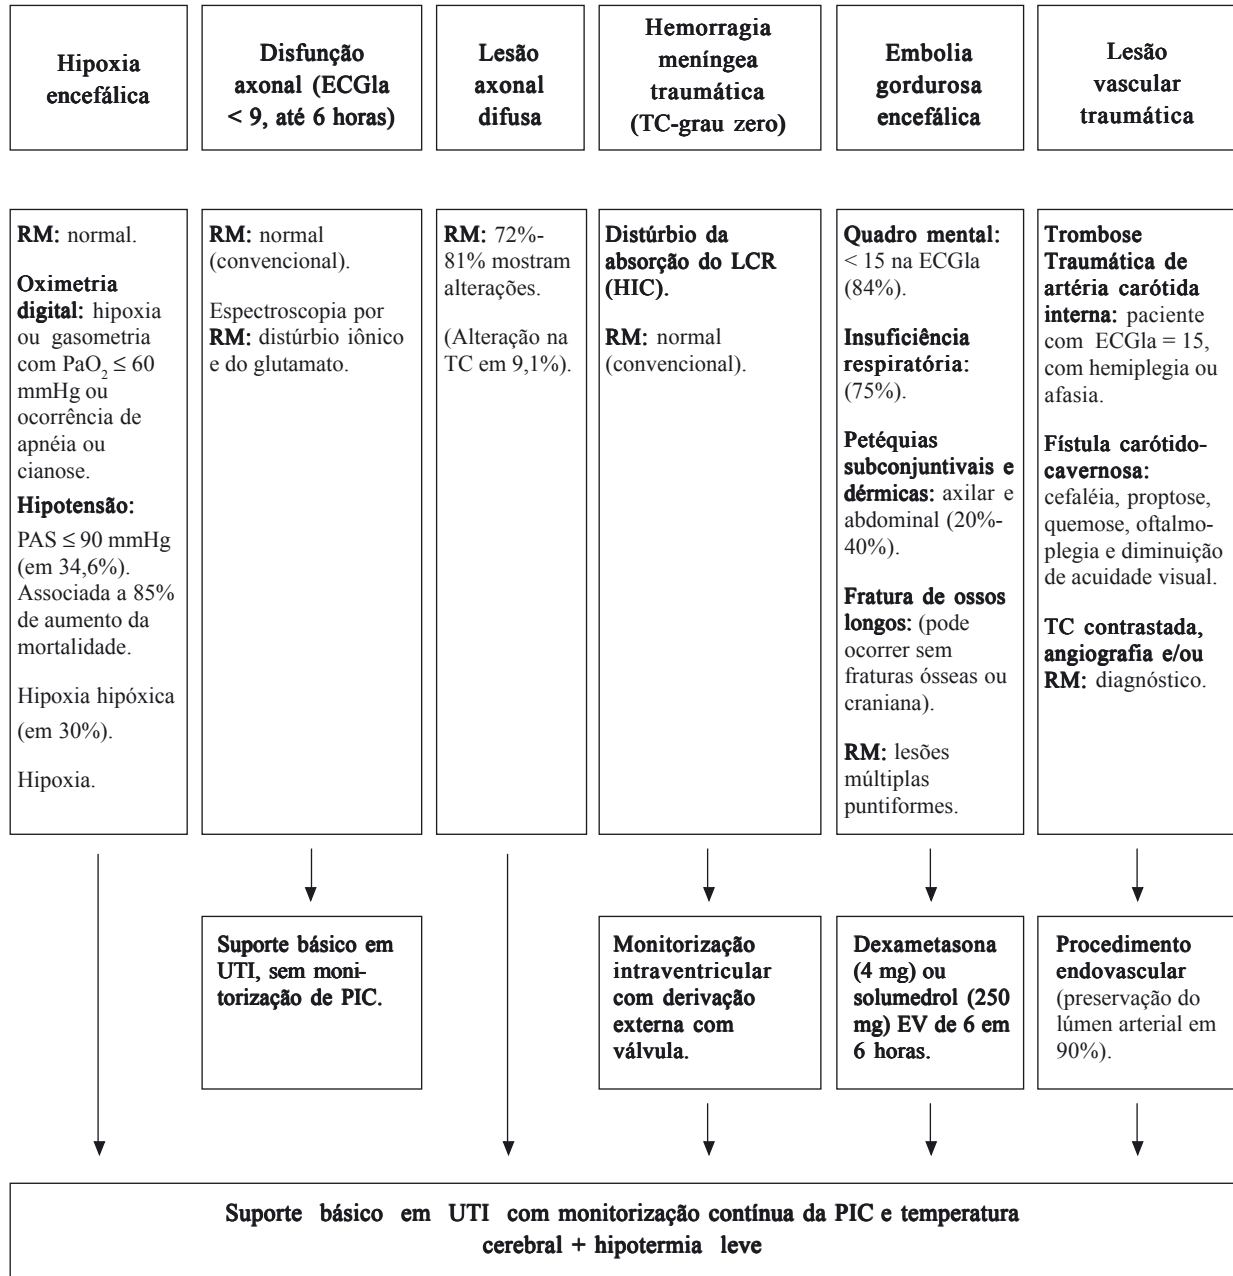 Hipoxia
encefálica
Disfunção
axonal (ECGla
< 9, até 6 horas)
Lesão
axonal
difusa
Hemorragia
meníngea
traumática
(TC-grau zero)
Embolia
gordurosa
encefálica
Lesão
vascular
traumática
RM: normal.
Oximetria
digital: hipoxia
ou gasometria
com PaO₂ ≤ 60
mmHg ou
ocorrência de
apnéia ou
cianose.
Hipotensão:
PAS ≤ 90 mmHg
(em 34,6%).
Associada a 85%
de aumento da
mortalidade.
Hipoxia hipóxica
(em 30%).
Hipoxia.
RM: normal
(convencional).
Espectroscopia por
RM: distúrbio iônico
e do glutamato.
RM: 72%-
81% mostram
alterações.
(Alteração na
TC em 9,1%).
Distúrbio da
absorção do LCR
(HIC).
RM: normal
(convencional).
Quadro mental:
< 15 na ECGla
(84%).
Insuficiência
respiratória:
(75%).
Petéquias
subconjuntivais e
dérmicas: axilar e
abdominal (20%-
40%).
Fratura de ossos
longos: (pode
ocorrer sem
fraturas ósseas ou
craniana).
RM: lesões
múltiplas
puntiformes.
Trombose
Traumática de
artéria carótida
interna: paciente
com ECGla = 15,
com hemiplegia ou
afasia.
Fístula carótido-
cavernosa:
cefaléia, proptose,
quemose, oftalmo-
plegia e diminuição
de acuidade visual.
TC contrastada,
angiografia e/ou
RM: diagnóstico.
Suporte básico em
UTI, sem moni-
torização de PIC.
Monitorização
intraventricular
com derivação
externa com
válvula.
Dexametasona
(4 mg) ou
solumedrol (250
mg) EV de 6 em
6 horas.
Procedimento
endovascular
(preservação do
lúmen arterial em
90%).
Suporte básico em UTI com monitorização contínua da PIC e temperatura
cerebral + hipotermia leve